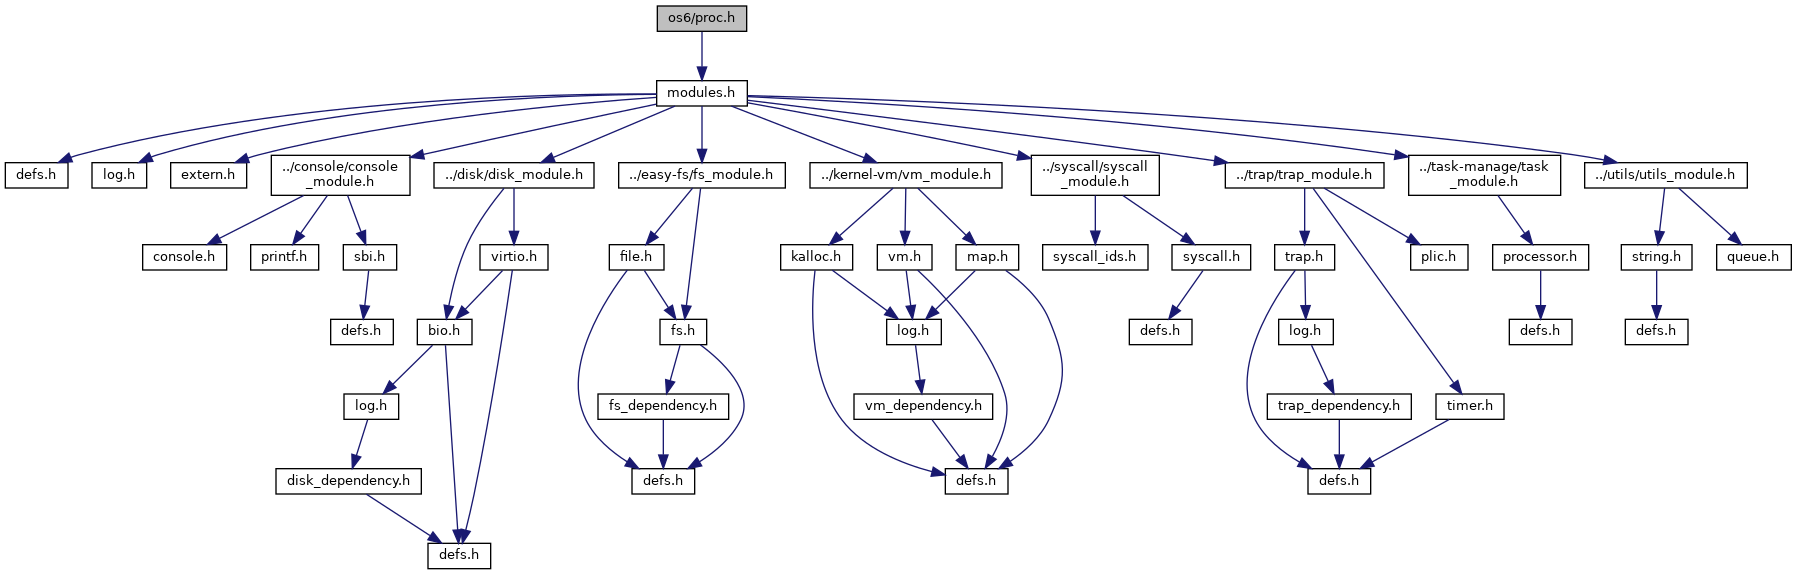 os6/proc.h
modules.h
defs.h
log.h
extern.h
../console/console
_module.h
../disk/disk_module.h
../easy-fs/fs_module.h
../kernel-vm/vm_module.h
../syscall/syscall
_module.h
../trap/trap_module.h
../task-manage/task
_module.h
../utils/utils_module.h
console.h
printf.h
sbi.h
virtio.h
file.h
kalloc.h
vm.h
map.h
syscall_ids.h
syscall.h
trap.h
plic.h
processor.h
string.h
queue.h
defs.h
bio.h
fs.h
log.h
defs.h
log.h
defs.h
defs.h
log.h
fs_dependency.h
vm_dependency.h
trap_dependency.h
timer.h
disk_dependency.h
defs.h
defs.h
defs.h
defs.h